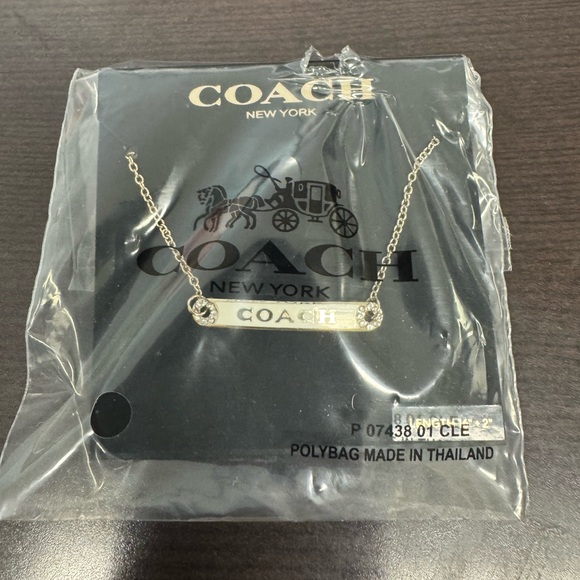 COACH
NEW YORK
COACH
NEW YORK
COACH
P 07438 01 CLE
POLYBAG MADE IN THAILAND